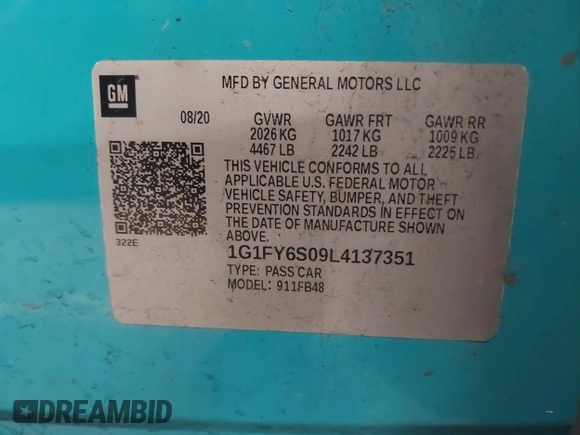 GM
MFD BY GENERAL MOTORS LLC
08/20 GVWR GAWR FRT GAWR RR
2026 KG 1017 KG 1009 KG
4467 LB 2242 LB 2225 LB
THIS VEHICLE CONFORMS TO ALL
APPLICABLE U.S. FEDERAL MOTOR
VEHICLE SAFETY, BUMPER, AND THEFT
PREVENTION STANDARDS IN EFFECT ON
THE DATE OF MANUFACTURE SHOWN
ABOVE.
322E
1G1FY6S09L4137351
TYPE: PASS CAR
MODEL: 911FB48
DREAMBID